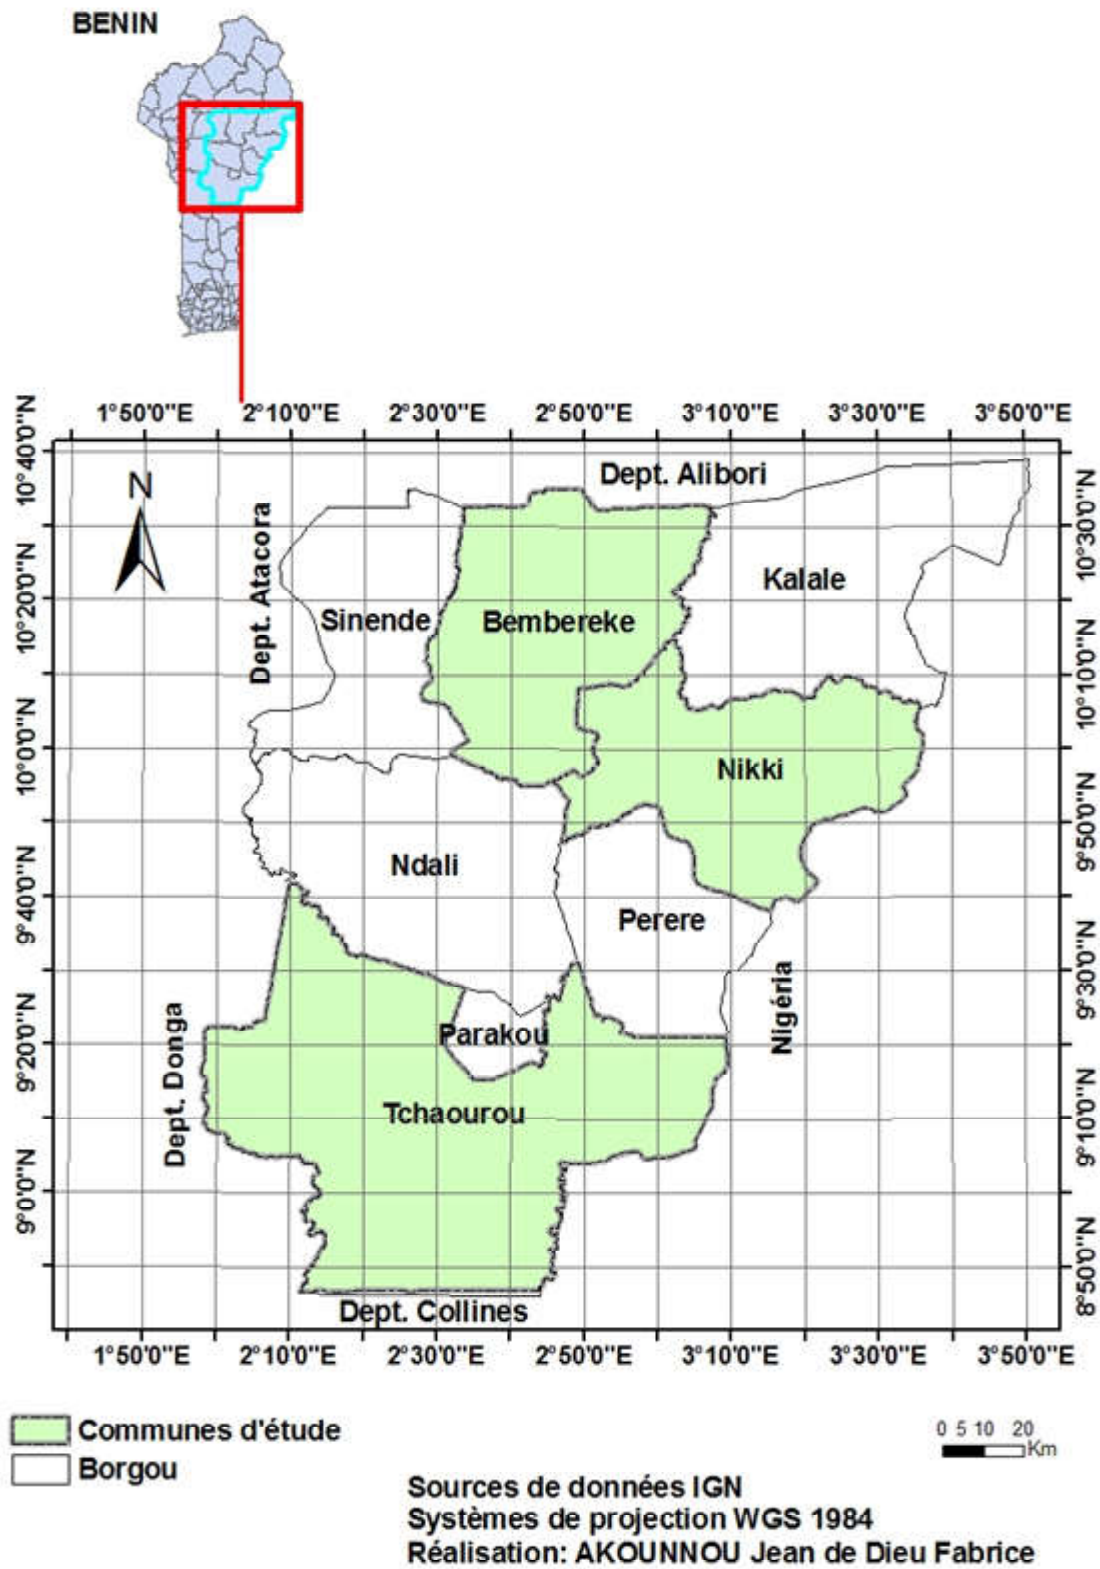 BENIN
1°50'0"E 2°10'0"E 2°30'0"E 2°50'0"E 3°10'0"E 3°30'0"E 3°50'0"E
N
Dept. Alibori
Dept. Atacora
Sinende
Bembereke
Kalale
Nikki
Ndali
Perere
Parakou
Tchaourou
Nigéria
Dept. Donga
Dept. Collines
10°40'0"N
10°20'0"N
10°0'0"N
9°40'0"N
9°20'0"N
9°0'0"N
10°30'0"N
10°10'0"N
9°50'0"N
9°30'0"N
9°10'0"N
8°50'0"N
1°50'0"E 2°10'0"E 2°30'0"E 2°50'0"E 3°10'0"E 3°30'0"E 3°50'0"E
Communes d'étude
Borgou
0 5 10 20
Km
Sources de données IGN
Systèmes de projection WGS 1984
Réalisation: AKOUNNOU Jean de Dieu Fabrice